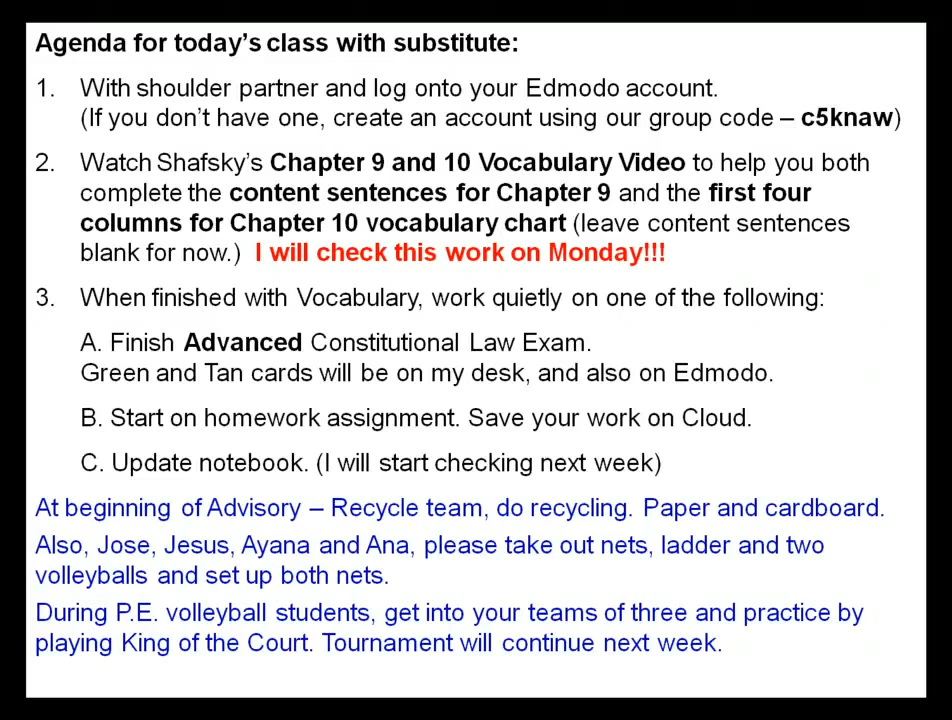 Agenda for today's class with substitute:
1. With shoulder partner and log onto your Edmodo account.
(If you don't have one, create an account using our group code – c5knaw)
2. Watch Shafsky's Chapter 9 and 10 Vocabulary Video to help you both
complete the content sentences for Chapter 9 and the first four
columns for Chapter 10 vocabulary chart (leave content sentences
blank for now.) I will check this work on Monday!!!
3. When finished with Vocabulary, work quietly on one of the following:
A. Finish Advanced Constitutional Law Exam.
Green and Tan cards will be on my desk, and also on Edmodo.
B. Start on homework assignment. Save your work on Cloud.
C. Update notebook. (I will start checking next week)
At beginning of Advisory – Recycle team, do recycling. Paper and cardboard.
Also, Jose, Jesus, Ayana and Ana, please take out nets, ladder and two
volleyballs and set up both nets.
During P.E. volleyball students, get into your teams of three and practice by
playing King of the Court. Tournament will continue next week.